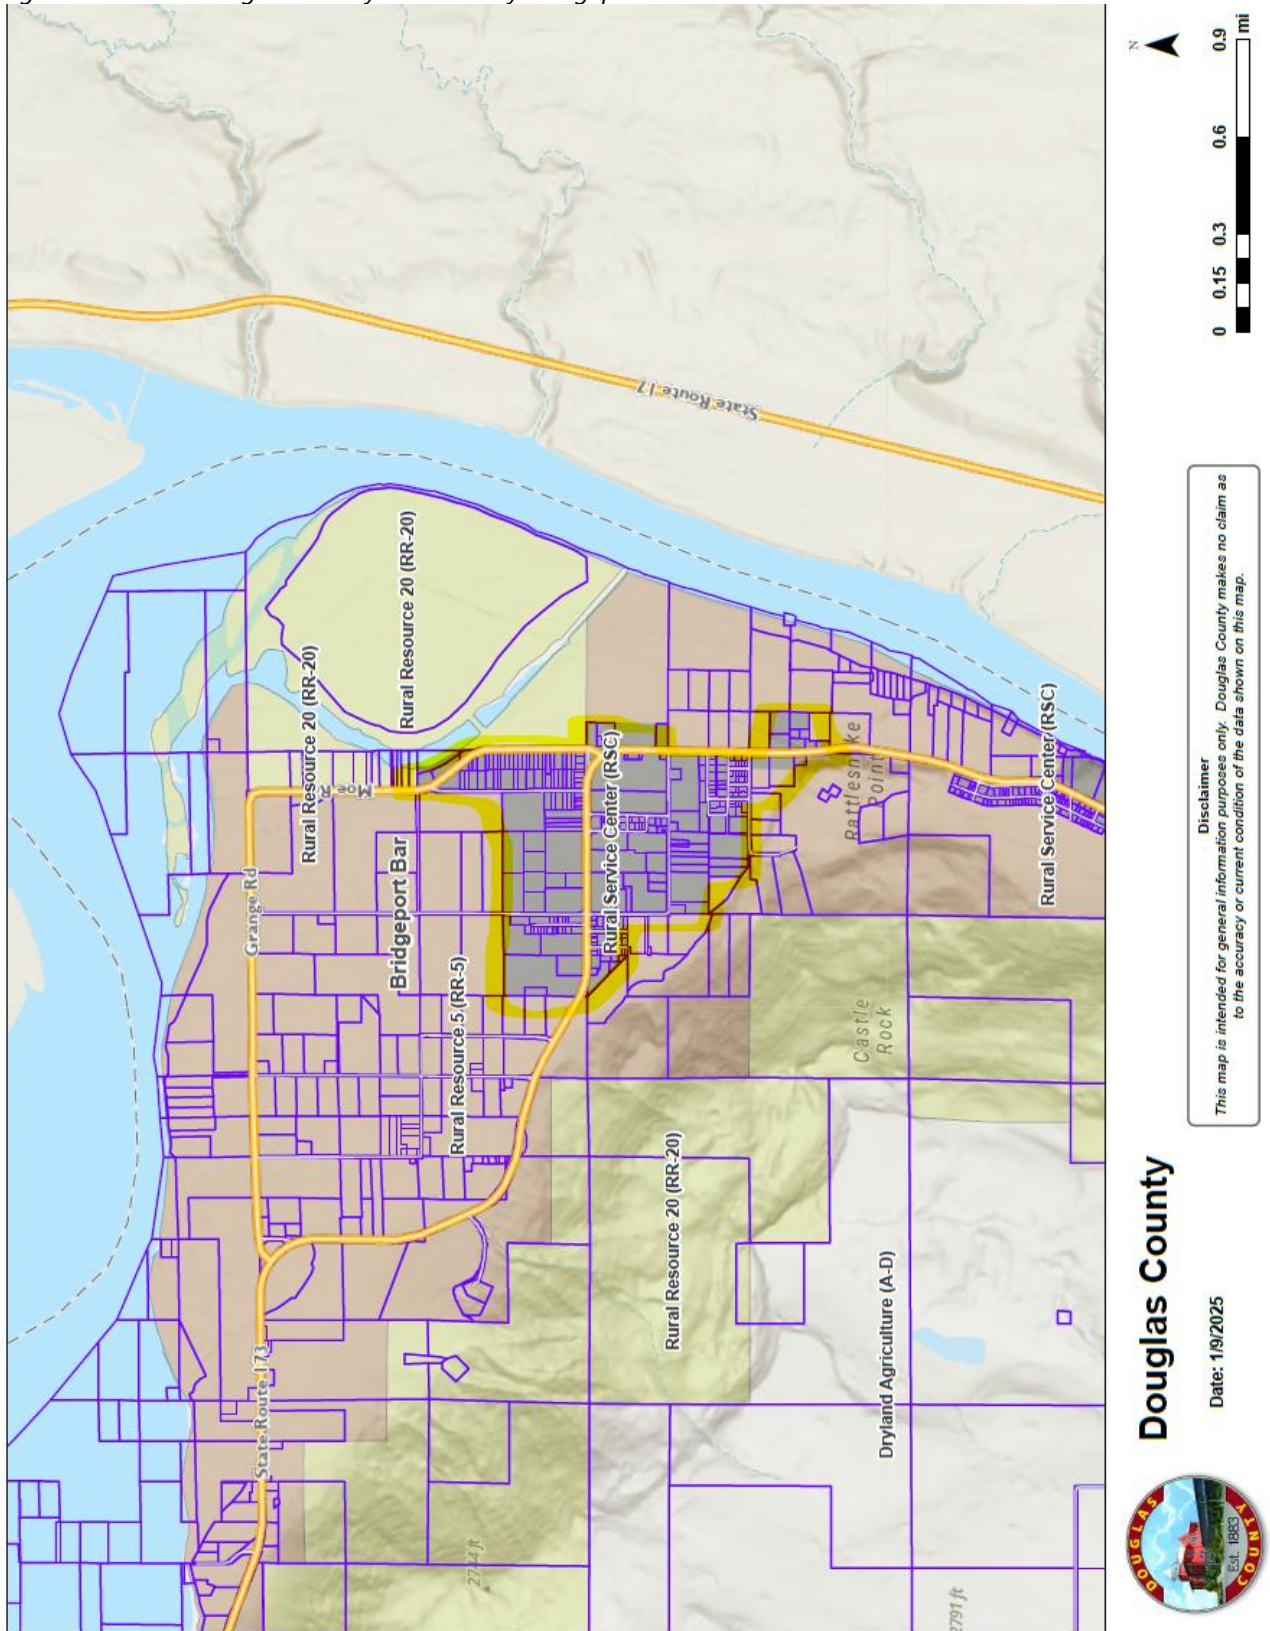 State Route 17
Rural Resource 20 (RR-20)
Rural Resource 20 (RR-20)
Moe R
Grange Rd
Bridgeport Bar
Rural Resource 5 (RR-5)
Rural Service Center (RSC)
Rattlesnake
Point
Rural Service Center (RSC)
Castle
Rock
Rural Resource 20 (RR-20)
Dryland Agriculture (A-D)
State Route 173
2744 ft
2791 ft
Douglas County
Date: 1/9/2025
Disclaimer
This map is intended for general information purposes only. Douglas County makes no claim as
to the accuracy or current condition of the data shown on this map.
0 0.15 0.3 0.6 0.9 mi
N
DOUGLAS
COUNTY
Est. 1883